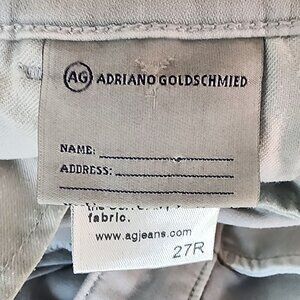 AG ADRIANO GOLDSCHMIED
NAME:
ADDRESS:
fabric.
www.agjeans.com
27R